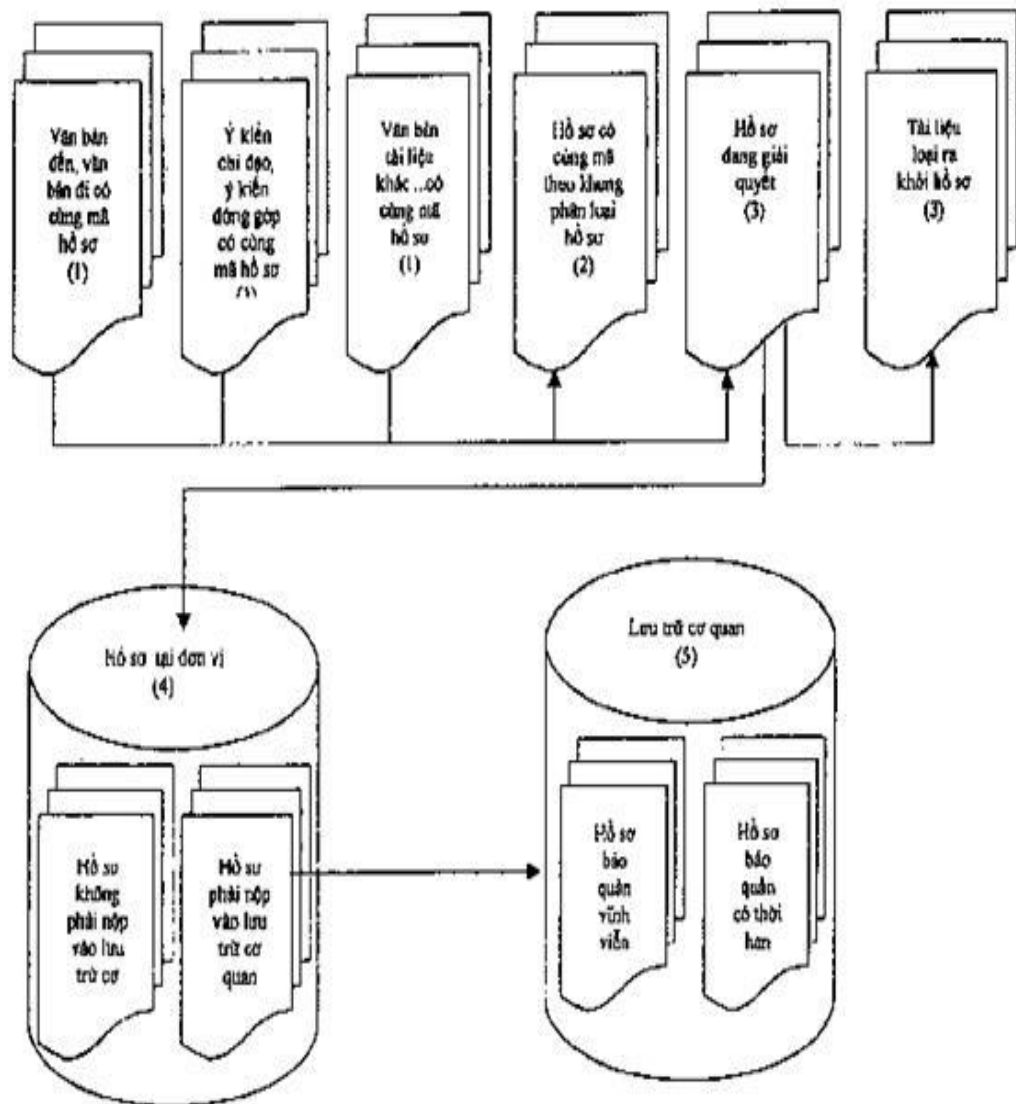 Văn bản
đến, văn
bản đi có
cùng mã
hồ sơ
(1)
Ý kiến
chỉ đạo,
ý kiến
đóng góp
có cùng
mã hồ sơ
Văn bản
tài liệu
khác ...có
cùng mã
hồ sơ
(1)
Hồ sơ có
cùng mã
theo khung
phân loại
hồ sơ
(2)
Hồ sơ
đang giải
quyết
(3)
Tài liệu
loại ra
khỏi hồ sơ
(3)
Hồ sơ tại đơn vị
(4)
Hồ sơ
không
phải nộp
vào lưu
trữ cơ
Hồ sơ
phải nộp
vào lưu
trữ cơ
quan
Lưu trữ cơ quan
(5)
Hồ sơ
bảo
quản
vĩnh
viễn
Hồ sơ
bảo
quản
có thời
hạn